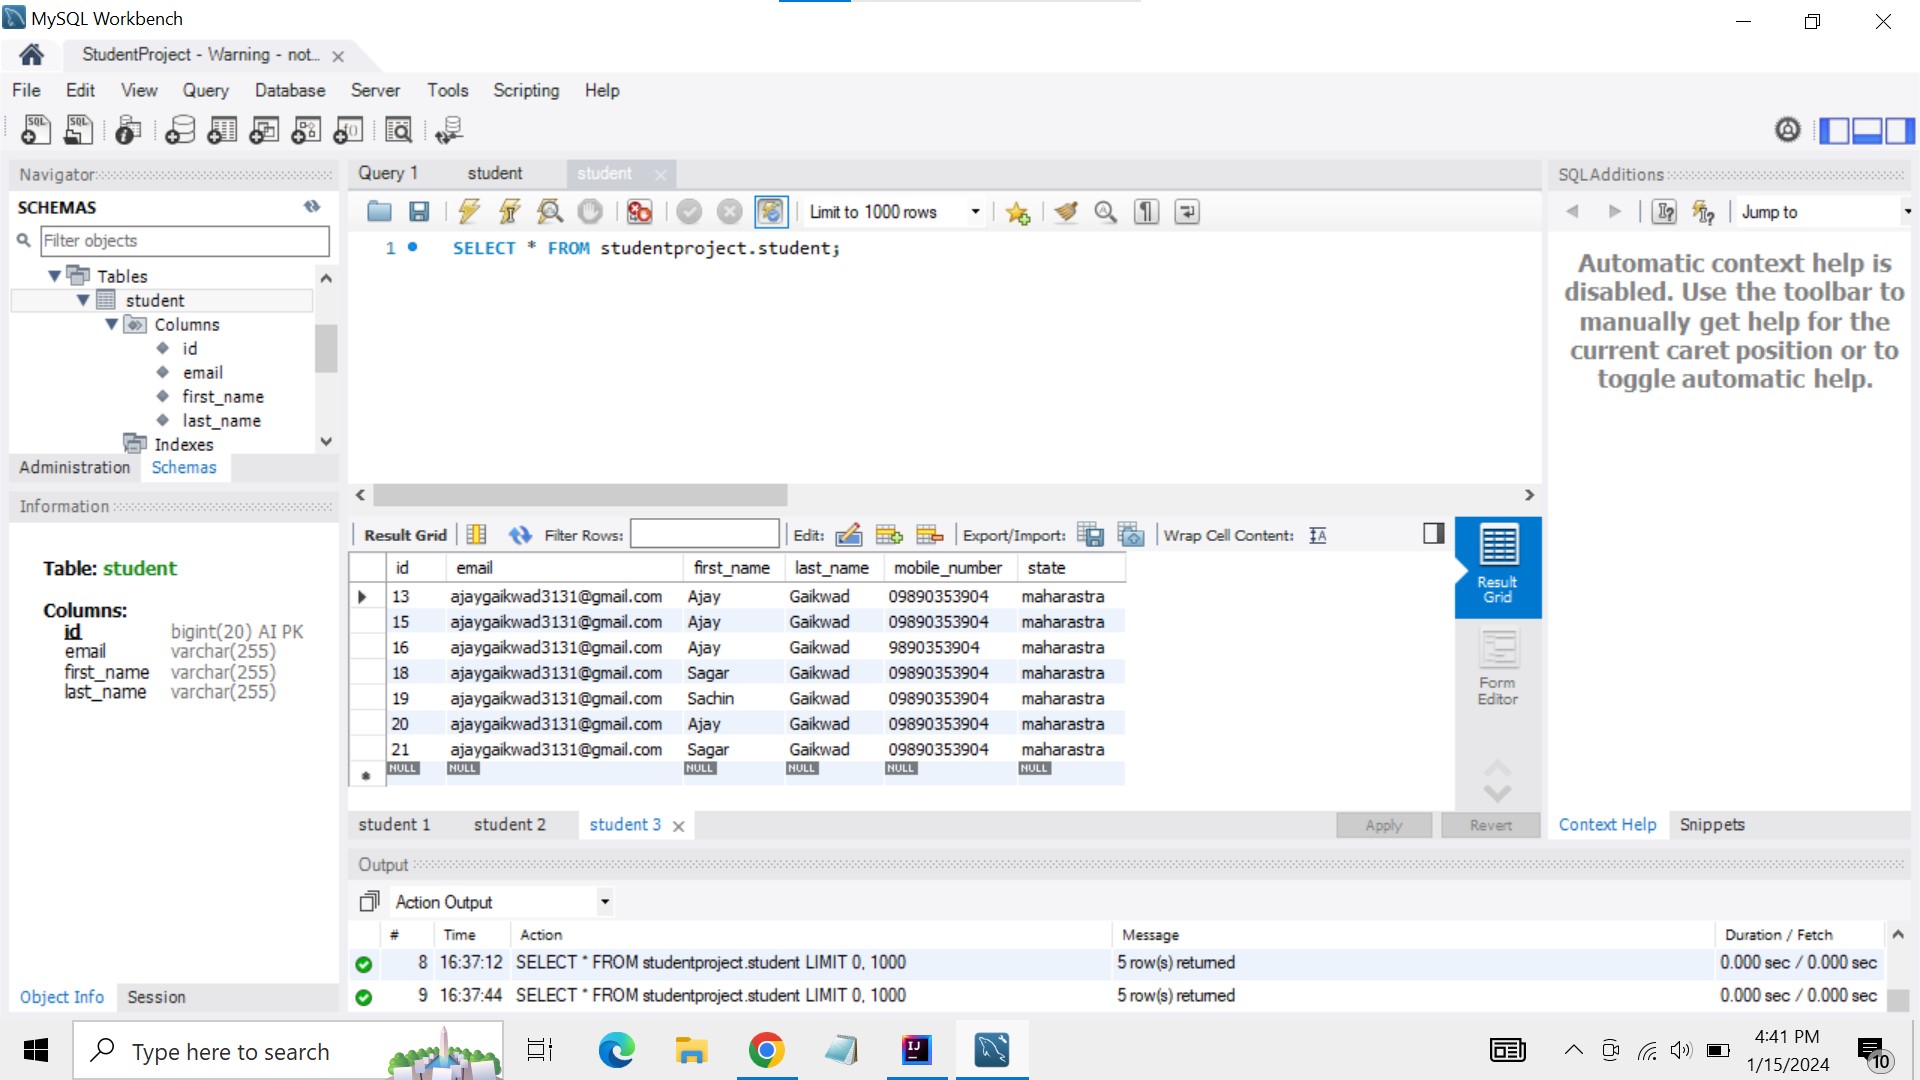 MySQL Workbench
StudentProject - Warning - not...
File Edit View Query Database Server Tools Scripting Help
Navigator
SCHEMAS
Filter objects
Tables
student
Columns
id
email
first_name
last_name
Indexes
Administration Schemas
Information
Table: student
Columns:
id bigint(20) AI PK
email varchar(255)
first_name varchar(255)
last_name varchar(255)
Object Info Session
Query 1 student student
Limit to 1000 rows
1 SELECT * FROM studentproject.student;
Result Grid Filter Rows: Edit: Export/Import: Wrap Cell Content:
id email first_name last_name mobile_number state
13 ajaygaikwad3131@gmail.com Ajay Gaikwad 09890353904 maharastra
15 ajaygaikwad3131@gmail.com Ajay Gaikwad 09890353904 maharastra
16 ajaygaikwad3131@gmail.com Ajay Gaikwad 9890353904 maharastra
18 ajaygaikwad3131@gmail.com Sagar Gaikwad 09890353904 maharastra
19 ajaygaikwad3131@gmail.com Sachin Gaikwad 09890353904 maharastra
20 ajaygaikwad3131@gmail.com Ajay Gaikwad 09890353904 maharastra
21 ajaygaikwad3131@gmail.com Sagar Gaikwad 09890353904 maharastra
NULL NULL NULL NULL NULL NULL
Result
Grid
Form
Editor
student 1 student 2 student 3 Apply Revert
SQLAdditions
Jump to
Automatic context help is
disabled. Use the toolbar to
manually get help for the
current caret position or to
toggle automatic help.
Context Help Snippets
Output
Action Output
# Time Action Message Duration / Fetch
8 16:37:12 SELECT * FROM studentproject.student LIMIT 0, 1000 5 row(s) returned 0.000 sec / 0.000 sec
9 16:37:44 SELECT * FROM studentproject.student LIMIT 0, 1000 5 row(s) returned 0.000 sec / 0.000 sec
Type here to search
4:41 PM
1/15/2024
10